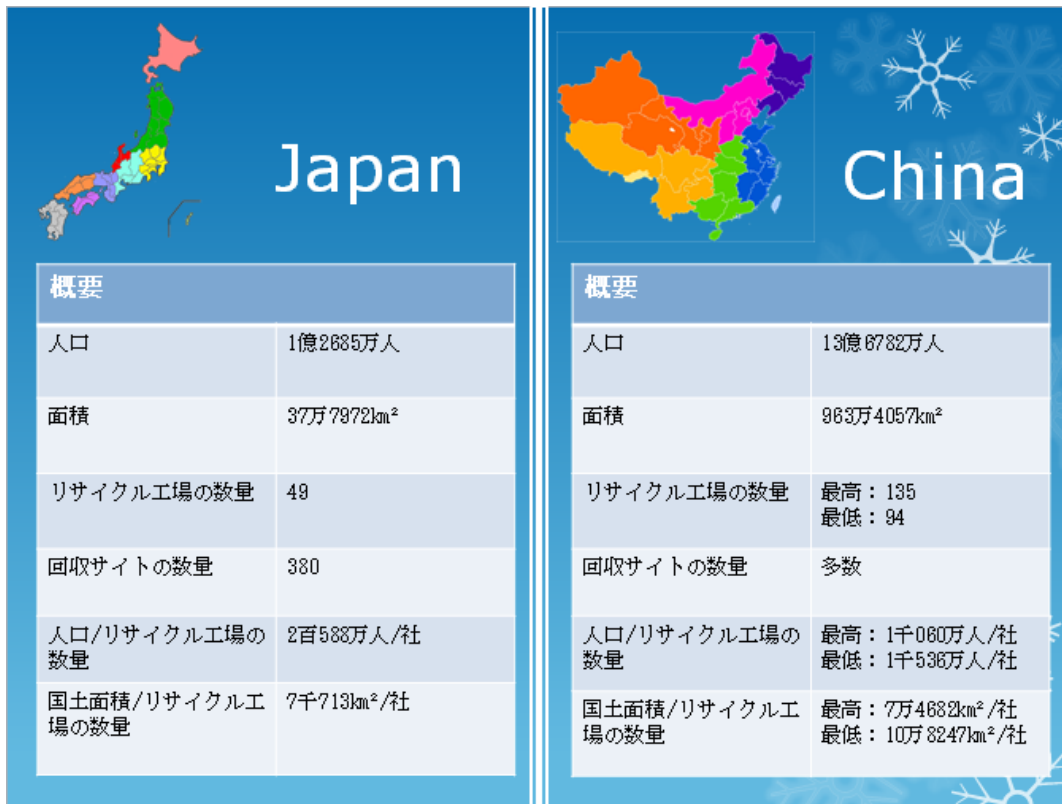 Japan
概要
人口 1億2685万人
面積 37万7972km²
リサイクル工場の数量 49
回収サイトの数量 380
人口/リサイクル工場の
数量
2百588万人/社
国土面積/リサイクル工
場の数量
7千713km²/社
China
概要
人口 13億6782万人
面積 963万4057km²
リサイクル工場の数量
最高：135
最低：94
回収サイトの数量 多数
人口/リサイクル工場の
数量
最高：1千060万人/社
最低：1千536万人/社
国土面積/リサイクル工
場の数量
最高：7万4682km²/社
最低：10万8247km²/社